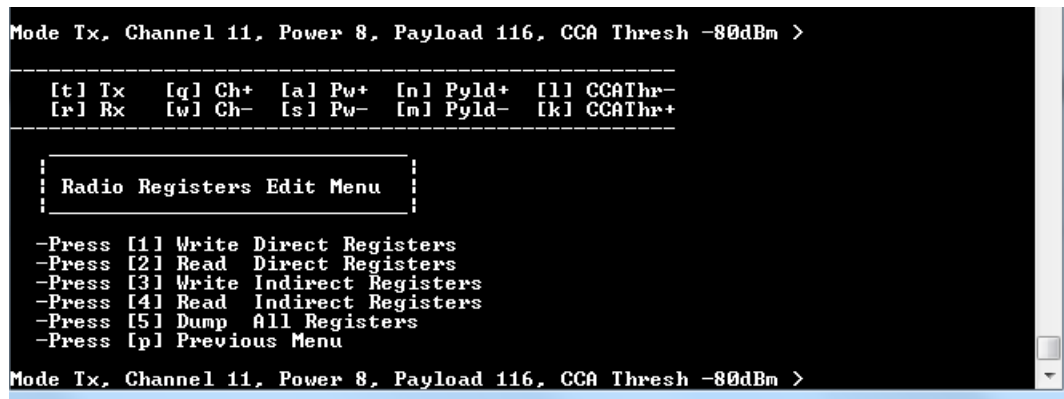 Mode Tx, Channel 11, Power 8, Payload 116, CCA Thresh -80dBm >
[t] Tx [q] Ch+ [a] Pw+ [n] Pyld+ [l] CCAThr-
[r] Rx [w] Ch- [s] Pw- [m] Pyld- [k] CCAThr+
Radio Registers Edit Menu
-Press [1] Write Direct Registers
-Press [2] Read Direct Registers
-Press [3] Write Indirect Registers
-Press [4] Read Indirect Registers
-Press [5] Dump All Registers
-Press [p] Previous Menu
Mode Tx, Channel 11, Power 8, Payload 116, CCA Thresh -80dBm >